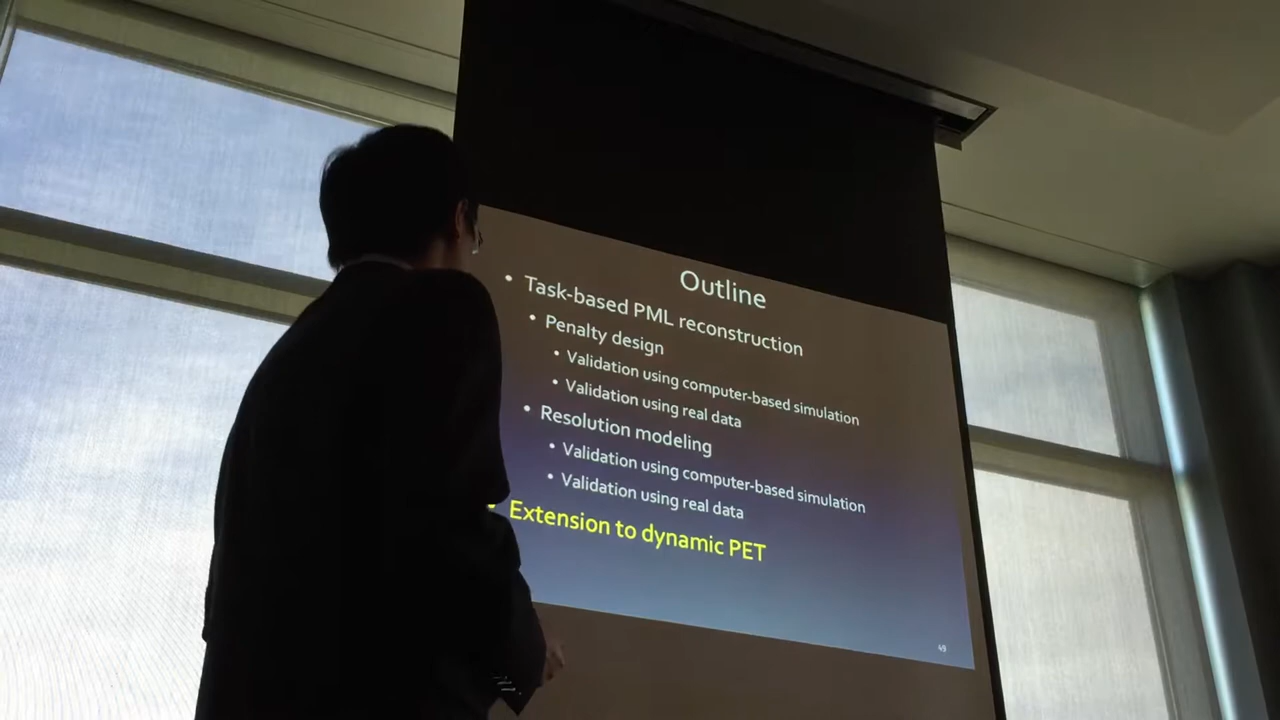 Outline
• Task-based PML reconstruction
• Penalty design
• Validation using computer-based simulation
• Validation using real data
• Resolution modeling
• Validation using computer-based simulation
• Validation using real data
• Extension to dynamic PET
49